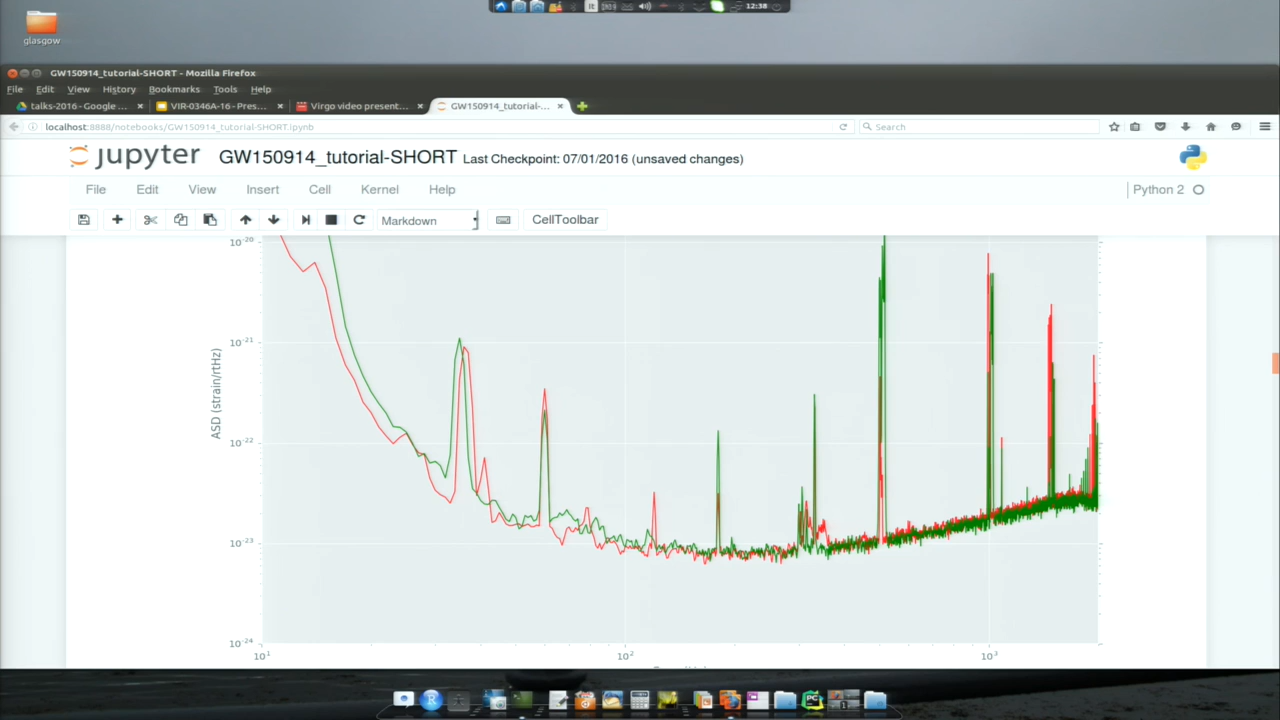 12:38
glasgow
GW150914_tutorial-SHORT - Mozilla Firefox
File Edit View History Bookmarks Tools Help
talks-2016 - Google ... VIR-0346A-16 - Pres... Virgo video present... GW150914_tutorial-...
localhost:8888/notebooks/GW150914_tutorial-SHORT.ipynb Search
jupyter GW150914_tutorial-SHORT Last Checkpoint: 07/01/2016 (unsaved changes)
File Edit View Insert Cell Kernel Help Python 2
Markdown CellToolbar
10⁻²⁰
10⁻²¹
ASD (strain/rtHz)
10⁻²²
10⁻²³
10⁻²⁴
10¹ 10² 10³